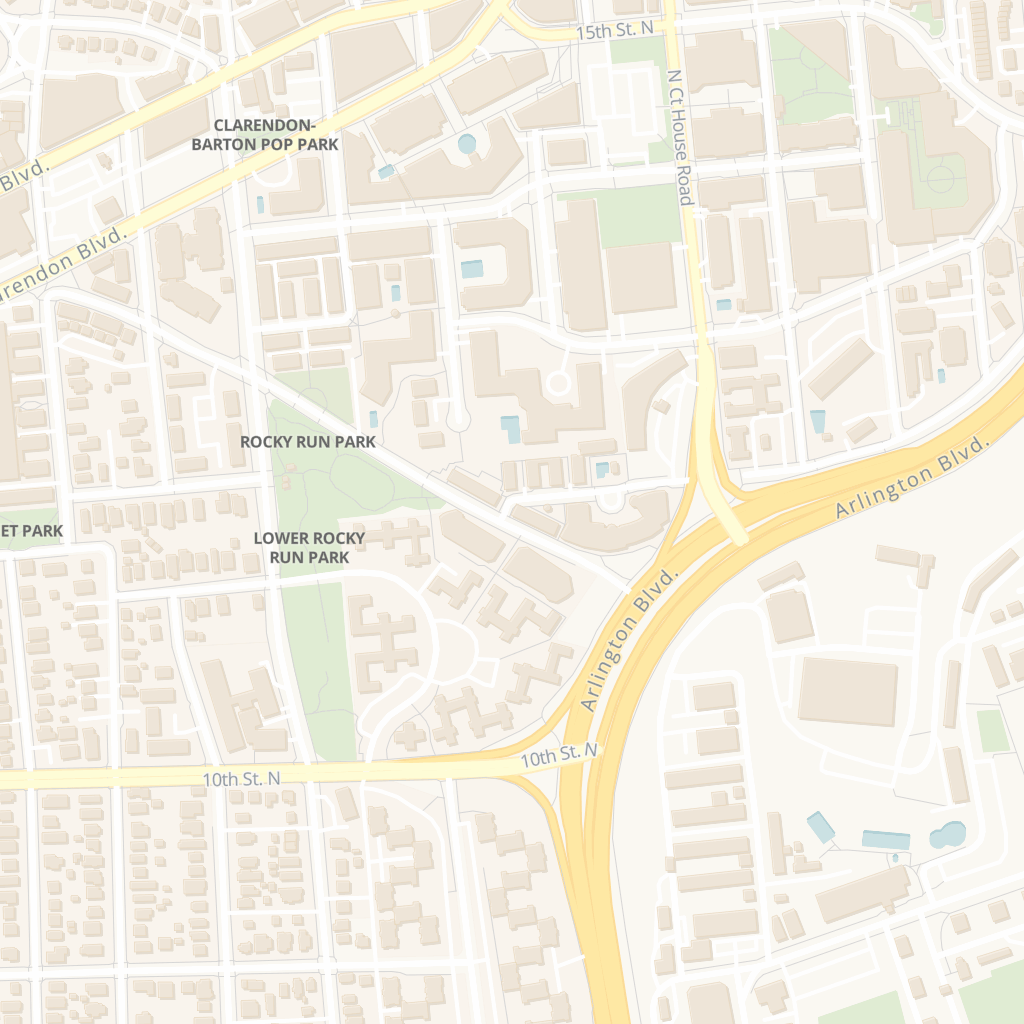 15th St. N
N Ct House Road
CLARENDON-
BARTON POP PARK
Blvd.
arendon Blvd.
ROCKY RUN PARK
Arlington Blvd.
ET PARK
LOWER ROCKY
RUN PARK
Arlington Blvd.
10th St. N
10th St. N